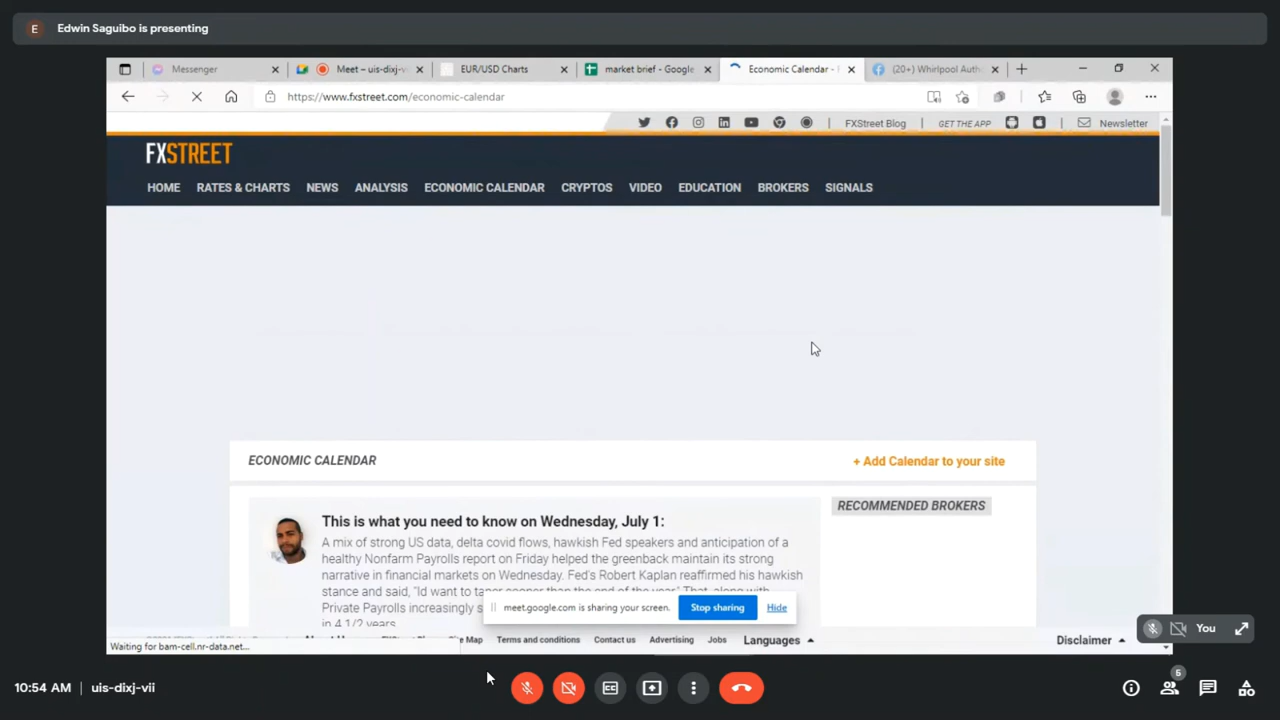 E Edwin Saguibo is presenting
Messenger
Meet – uis-dixj-v
EUR/USD Charts
market brief - Google
Economic Calendar -
(20+) Whirlpool Auth
https://www.fxstreet.com/economic-calendar
FXStreet Blog
GET THE APP
Newsletter
FXSTREET
HOME RATES & CHARTS NEWS ANALYSIS ECONOMIC CALENDAR CRYPTOS VIDEO EDUCATION BROKERS SIGNALS
ECONOMIC CALENDAR
+ Add Calendar to your site
This is what you need to know on Wednesday, July 1:
A mix of strong US data, delta covid flows, hawkish Fed speakers and anticipation of a
healthy Nonfarm Payrolls report on Friday helped the greenback maintain its strong
narrative in financial markets on Wednesday. Fed's Robert Kaplan reaffirmed his hawkish
stance and said, "Id want to
Private Payrolls increasingly s
in 4 1/2 years
RECOMMENDED BROKERS
meet.google.com is sharing your screen.
Stop sharing
Hide
Site Map Terms and conditions Contact us Advertising Jobs
Languages
Disclaimer
Waiting for bam-cell.nr-data.net...
You
10:54 AM | uis-dixj-vii
5